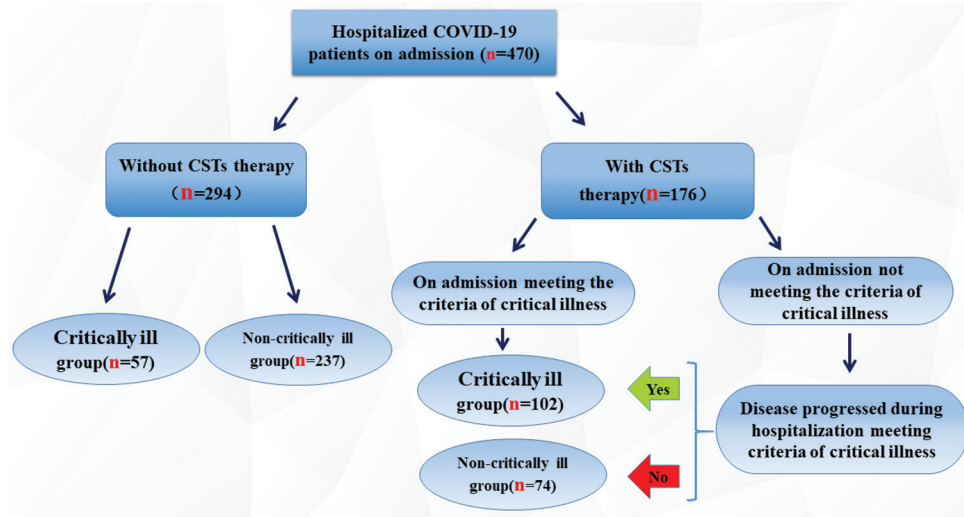 Hospitalized COVID-19
patients on admission (n=470)
Without CSTs therapy
（n=294）
With CSTs
therapy(n=176)
On admission meeting the
criteria of critical illness
On admission not
meeting the criteria of
critical illness
Critically ill
group(n=57)
Non-critically ill
group(n=237)
Critically ill
group(n=102)
Yes
Disease progressed during
hospitalization meeting
criteria of critical illness
Non-critically ill
group(n=74)
No